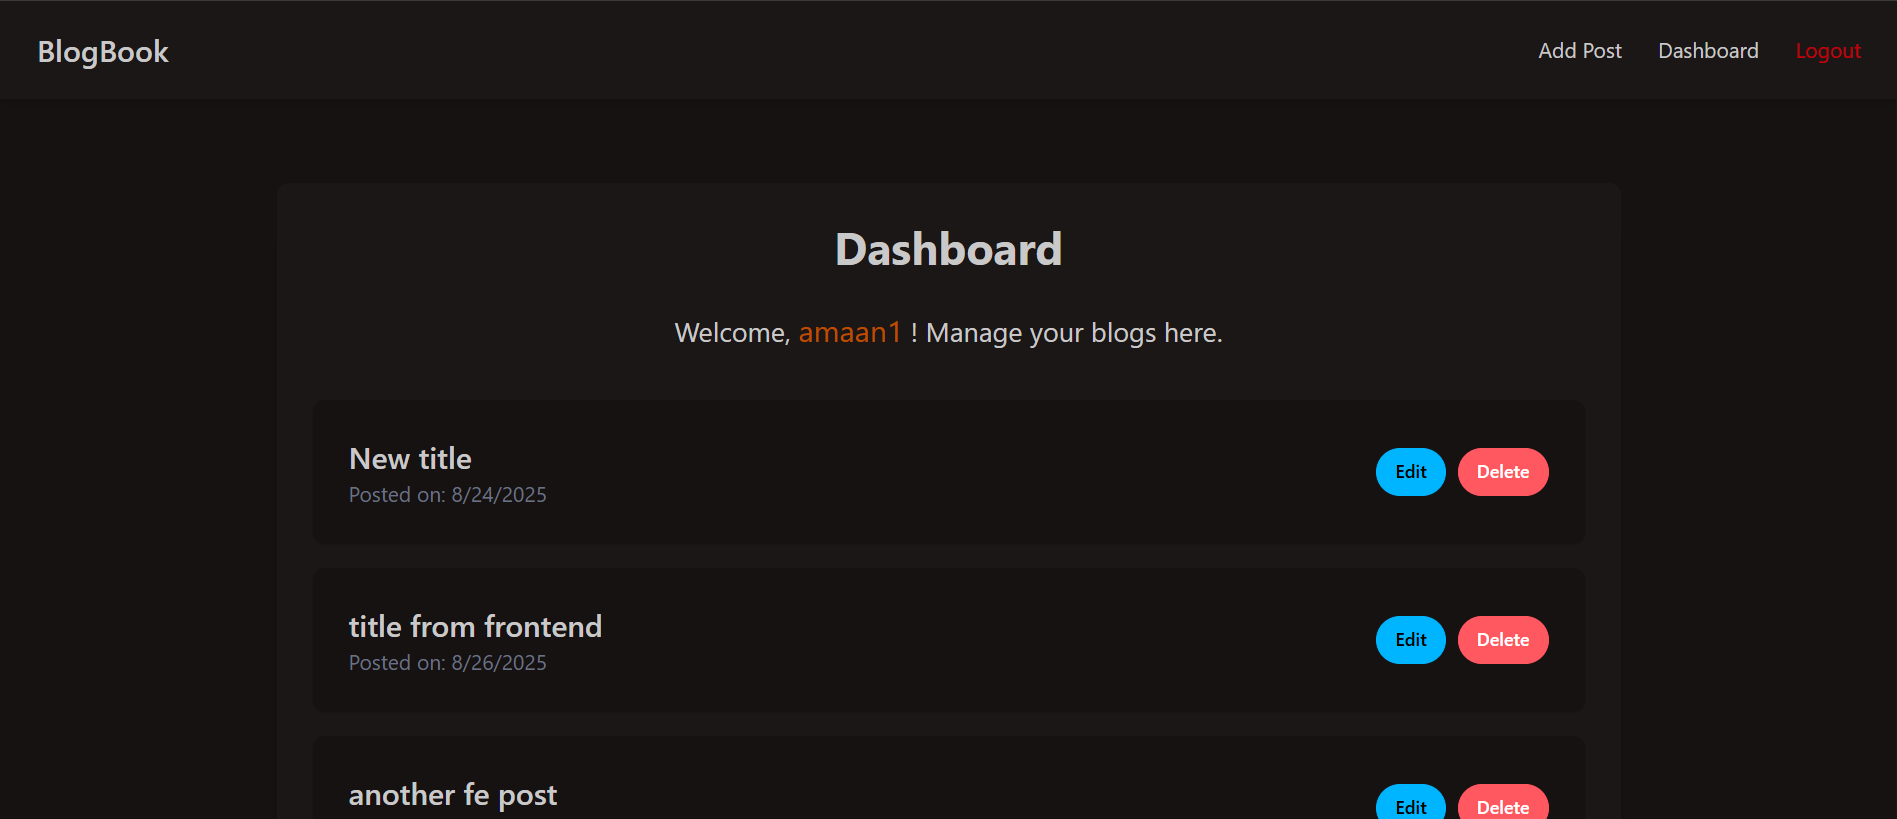 BlogBook
Add Post Dashboard Logout
Dashboard
Welcome, amaan1 ! Manage your blogs here.
New title
Posted on: 8/24/2025
Edit Delete
title from frontend
Posted on: 8/26/2025
Edit Delete
another fe post
Edit Delete